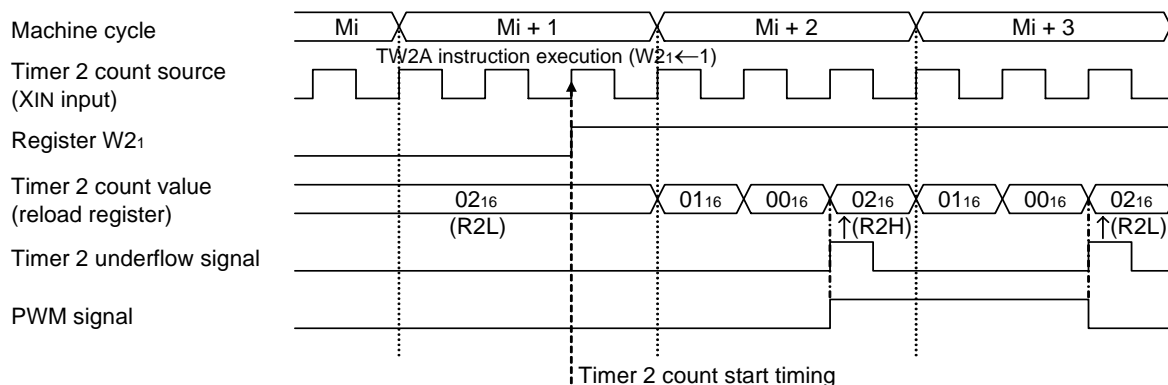 Machine cycle Mi Mi + 1 Mi + 2 Mi + 3
TW2A instruction execution (W21←1)
Timer 2 count source
(XIN input)
Register W21
Timer 2 count value
(reload register)
0216 0116 0016 0216 0116 0016 0216
(R2L) ↑(R2H) ↑(R2L)
Timer 2 underflow signal
PWM signal
Timer 2 count start timing